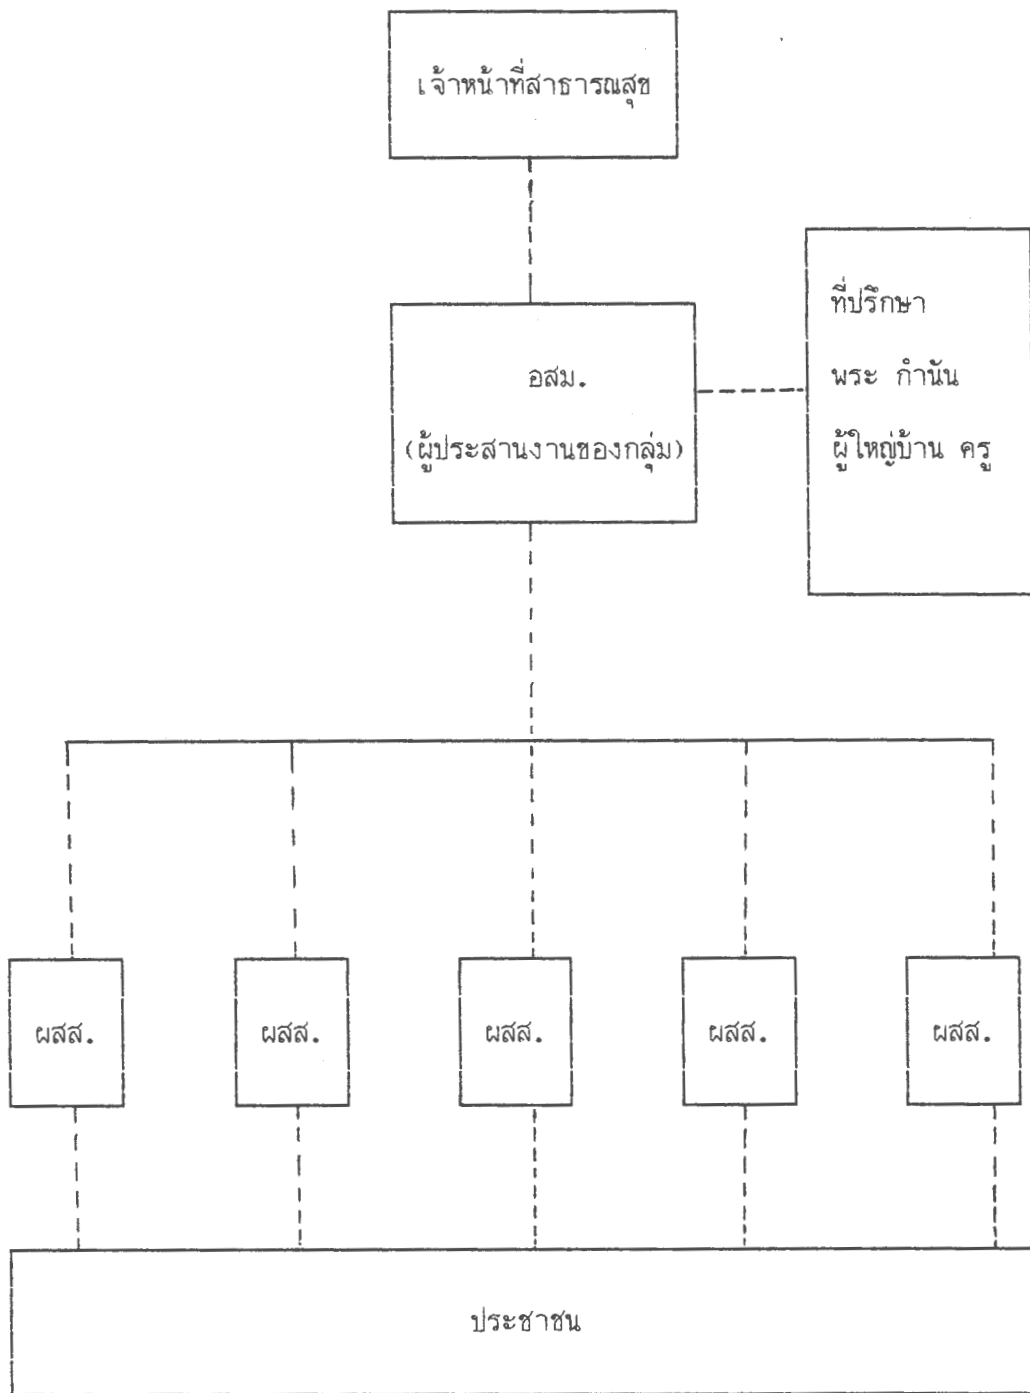 เจ้าหน้าที่สาธารณสุข
อสม.
(ผู้ประสานงานของกลุ่ม)
ที่ปรึกษา
พระ กำนัน
ผู้ใหญ่บ้าน ครู
ผสส. ผสส. ผสส. ผสส. ผสส.
ประชาชน